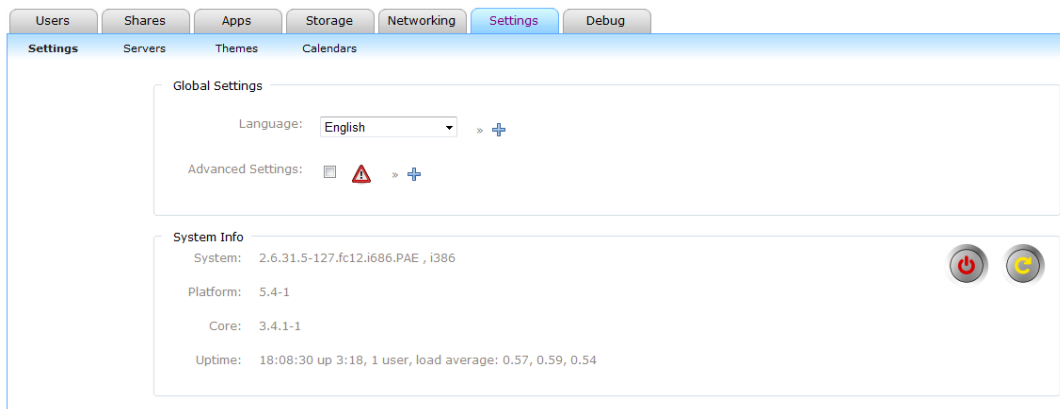 Users Shares Apps Storage Networking Settings Debug
Settings Servers Themes Calendars
Global Settings
Language: English »
Advanced Settings: »
System Info
System: 2.6.31.5-127.fc12.i686.PAE , i386
Platform: 5.4-1
Core: 3.4.1-1
Uptime: 18:08:30 up 3:18, 1 user, load average: 0.57, 0.59, 0.54